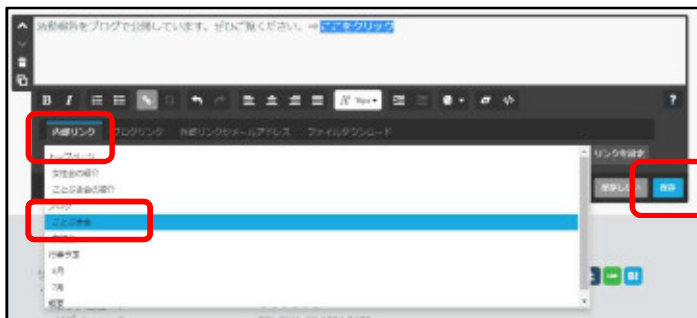 活動報告をブログで公開しています。ぜひご覧ください。⇒ここをクリック
B I
?
内部リンク ブログリンク 外部リンクかメールアドレス ファイルダウンロード
トップページ
リンクを設定
女性会の紹介
ことぶき会の紹介
保存しない 保存
ブログ
ことぶき会
行事予定
6月
7月
概要